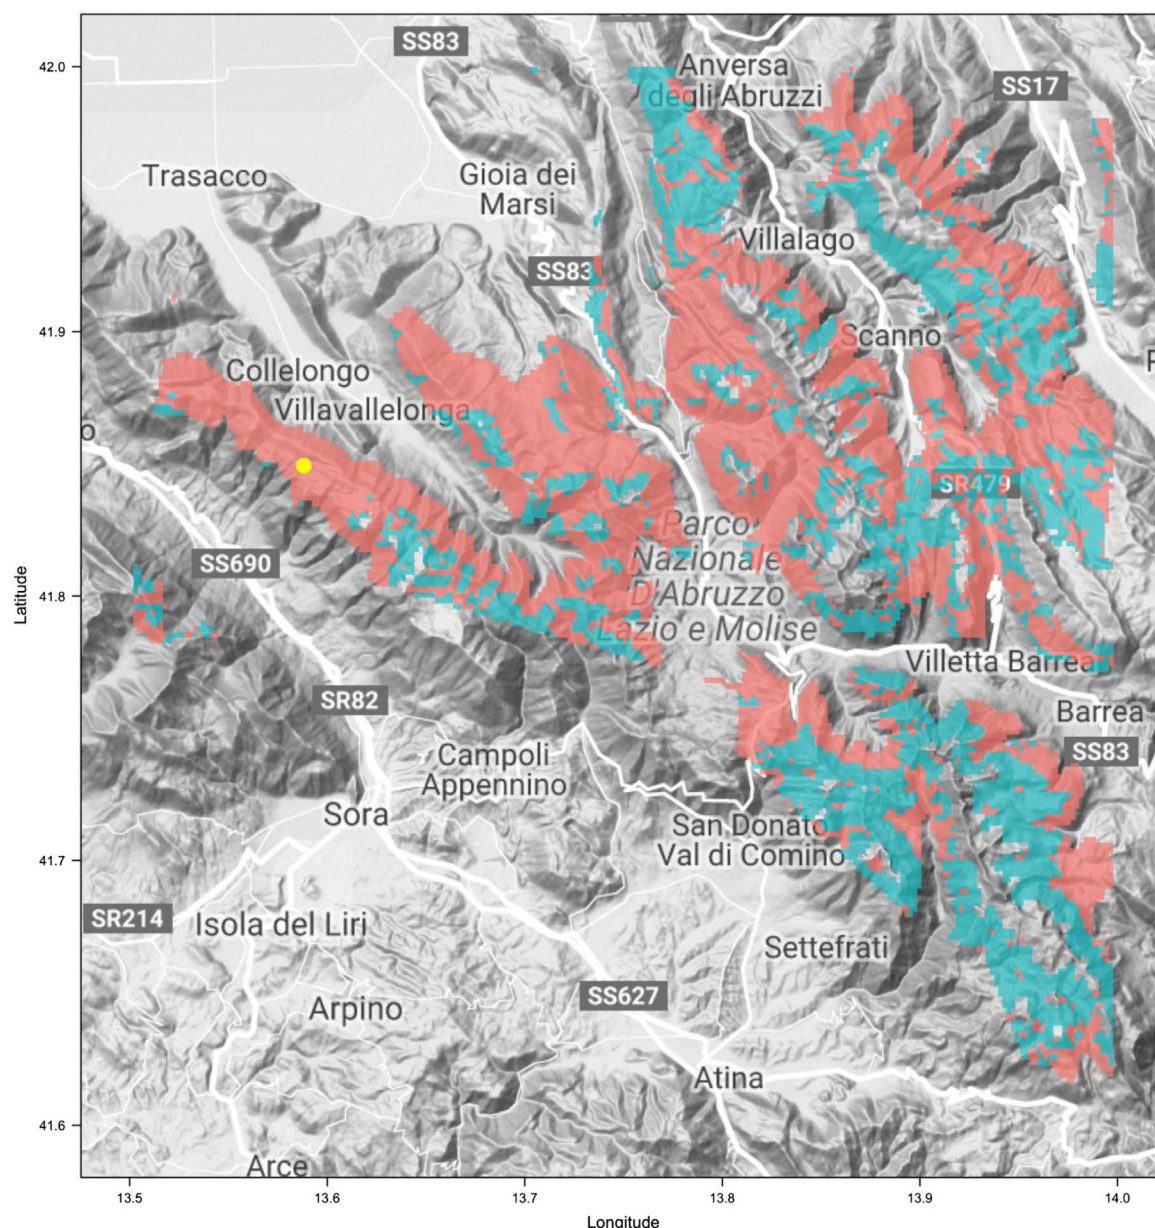 SS83
42.0
Anversa
degli Abruzzi
SS17
Trasacco
Gioia dei
Marsi
Villalago
SS83
41.9
Scanno
Collelongo
Villavallelonga
SR479
Parco
Nazionale
D'Abruzzo
Lazio e Molise
SS690
Latitude
41.8
Villetta Barrea
SR82
Barrea
SS83
Campoli
Appennino
Sora
San Donato
Val di Comino
41.7
SR214
Isola del Liri
Settefrati
SS627
Arpino
Atina
41.6
Arce
13.5
13.6
13.7
13.8
13.9
14.0
Longitude